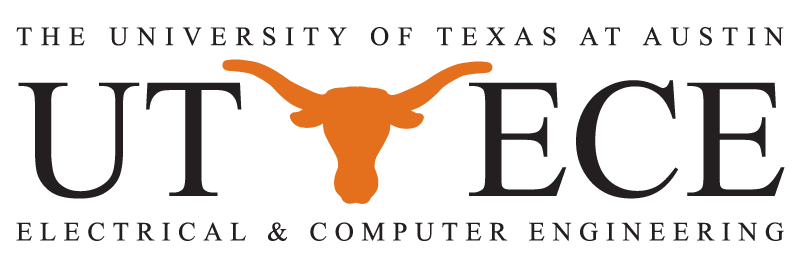 THE UNIVERSITY OF TEXAS AT AUSTIN
UT ECE
ELECTRICAL & COMPUTER ENGINEERING